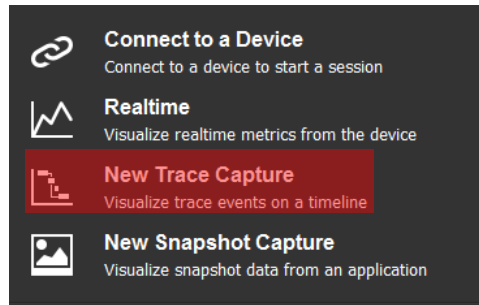 Connect to a Device
Connect to a device to start a session
Realtime
Visualize realtime metrics from the device
New Trace Capture
Visualize trace events on a timeline
New Snapshot Capture
Visualize snapshot data from an application